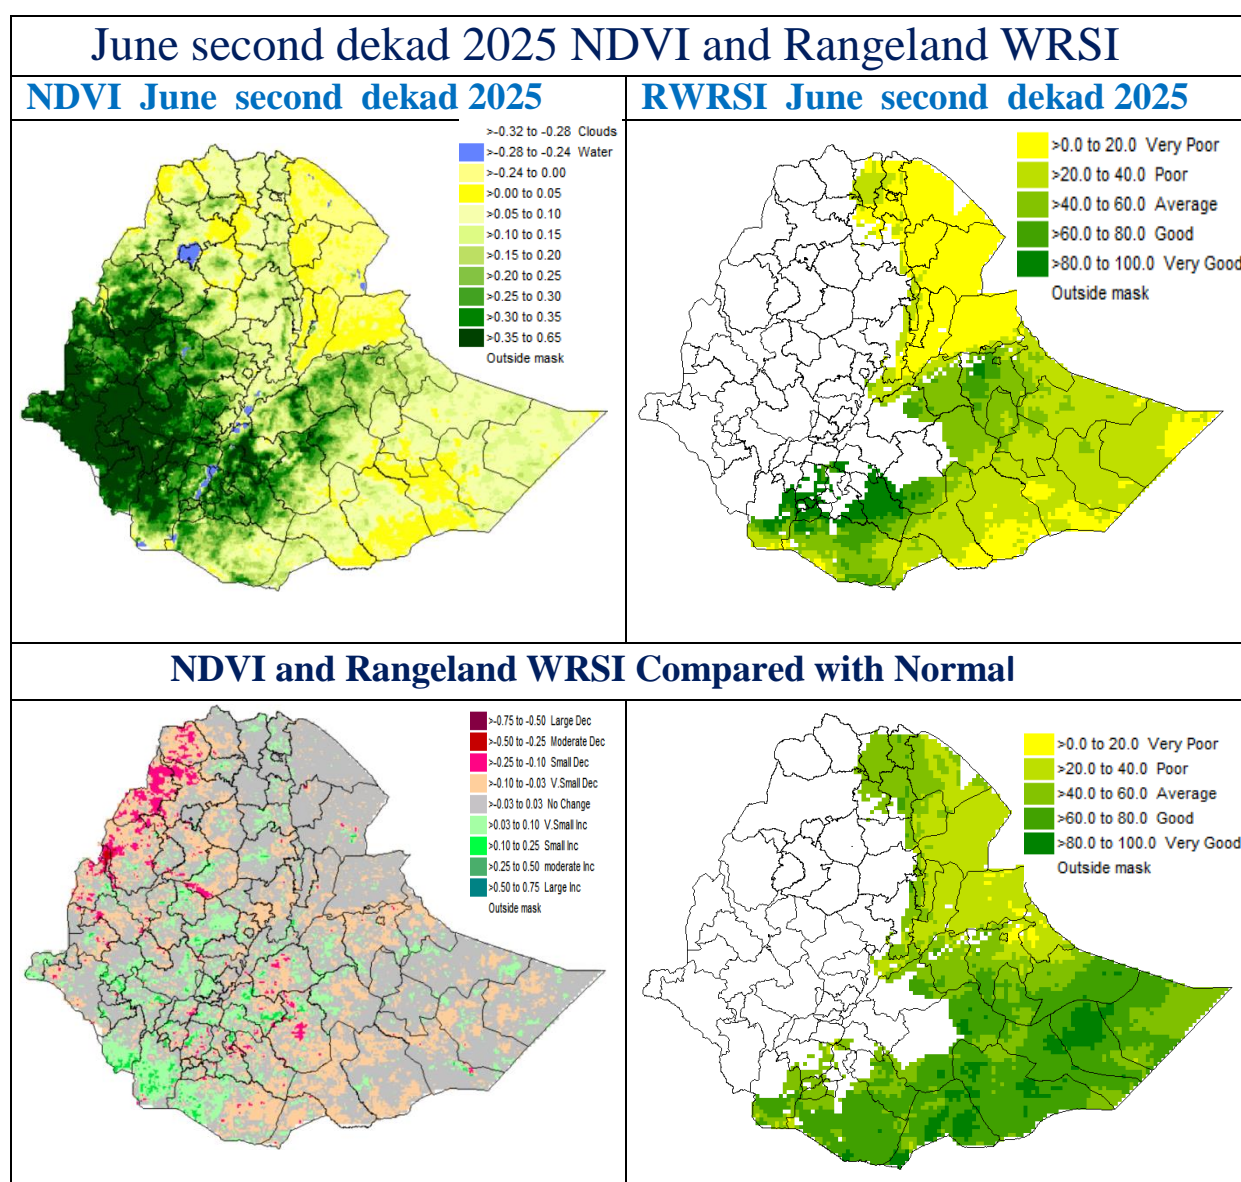 June second dekad 2025 NDVI and Rangeland WRSI
NDVI June second dekad 2025
RWRSI June second dekad 2025
>-0.32 to -0.28 Clouds
>-0.28 to -0.24 Water
>-0.24 to 0.00
>0.00 to 0.05
>0.05 to 0.10
>0.10 to 0.15
>0.15 to 0.20
>0.20 to 0.25
>0.25 to 0.30
>0.30 to 0.35
>0.35 to 0.65
Outside mask
>0.0 to 20.0 Very Poor
>20.0 to 40.0 Poor
>40.0 to 60.0 Average
>60.0 to 80.0 Good
>80.0 to 100.0 Very Good
Outside mask
NDVI and Rangeland WRSI Compared with Normal
>-0.75 to -0.50 Large Dec
>-0.50 to -0.25 Moderate Dec
>-0.25 to -0.10 Small Dec
>-0.10 to -0.03 V.Small Dec
>-0.03 to 0.03 No Change
>0.03 to 0.10 V.Small Inc
>0.10 to 0.25 Small Inc
>0.25 to 0.50 moderate Inc
>0.50 to 0.75 Large Inc
Outside mask
>0.0 to 20.0 Very Poor
>20.0 to 40.0 Poor
>40.0 to 60.0 Average
>60.0 to 80.0 Good
>80.0 to 100.0 Very Good
Outside mask